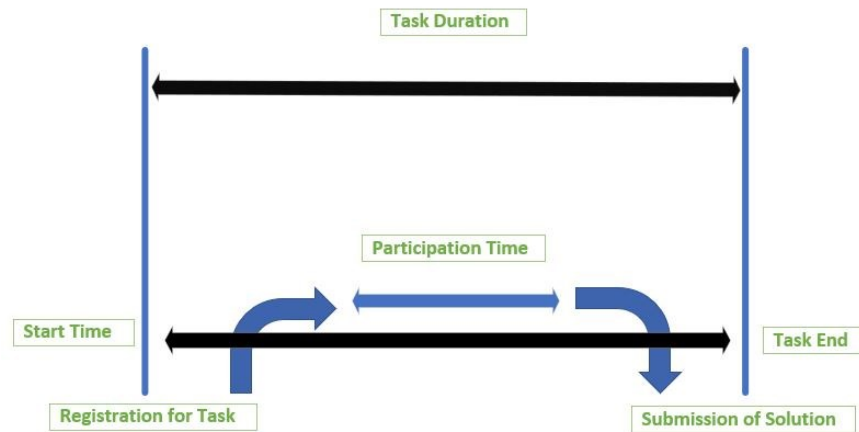 Task Duration
Participation Time
Start Time
Task End
Registration for Task
Submission of Solution